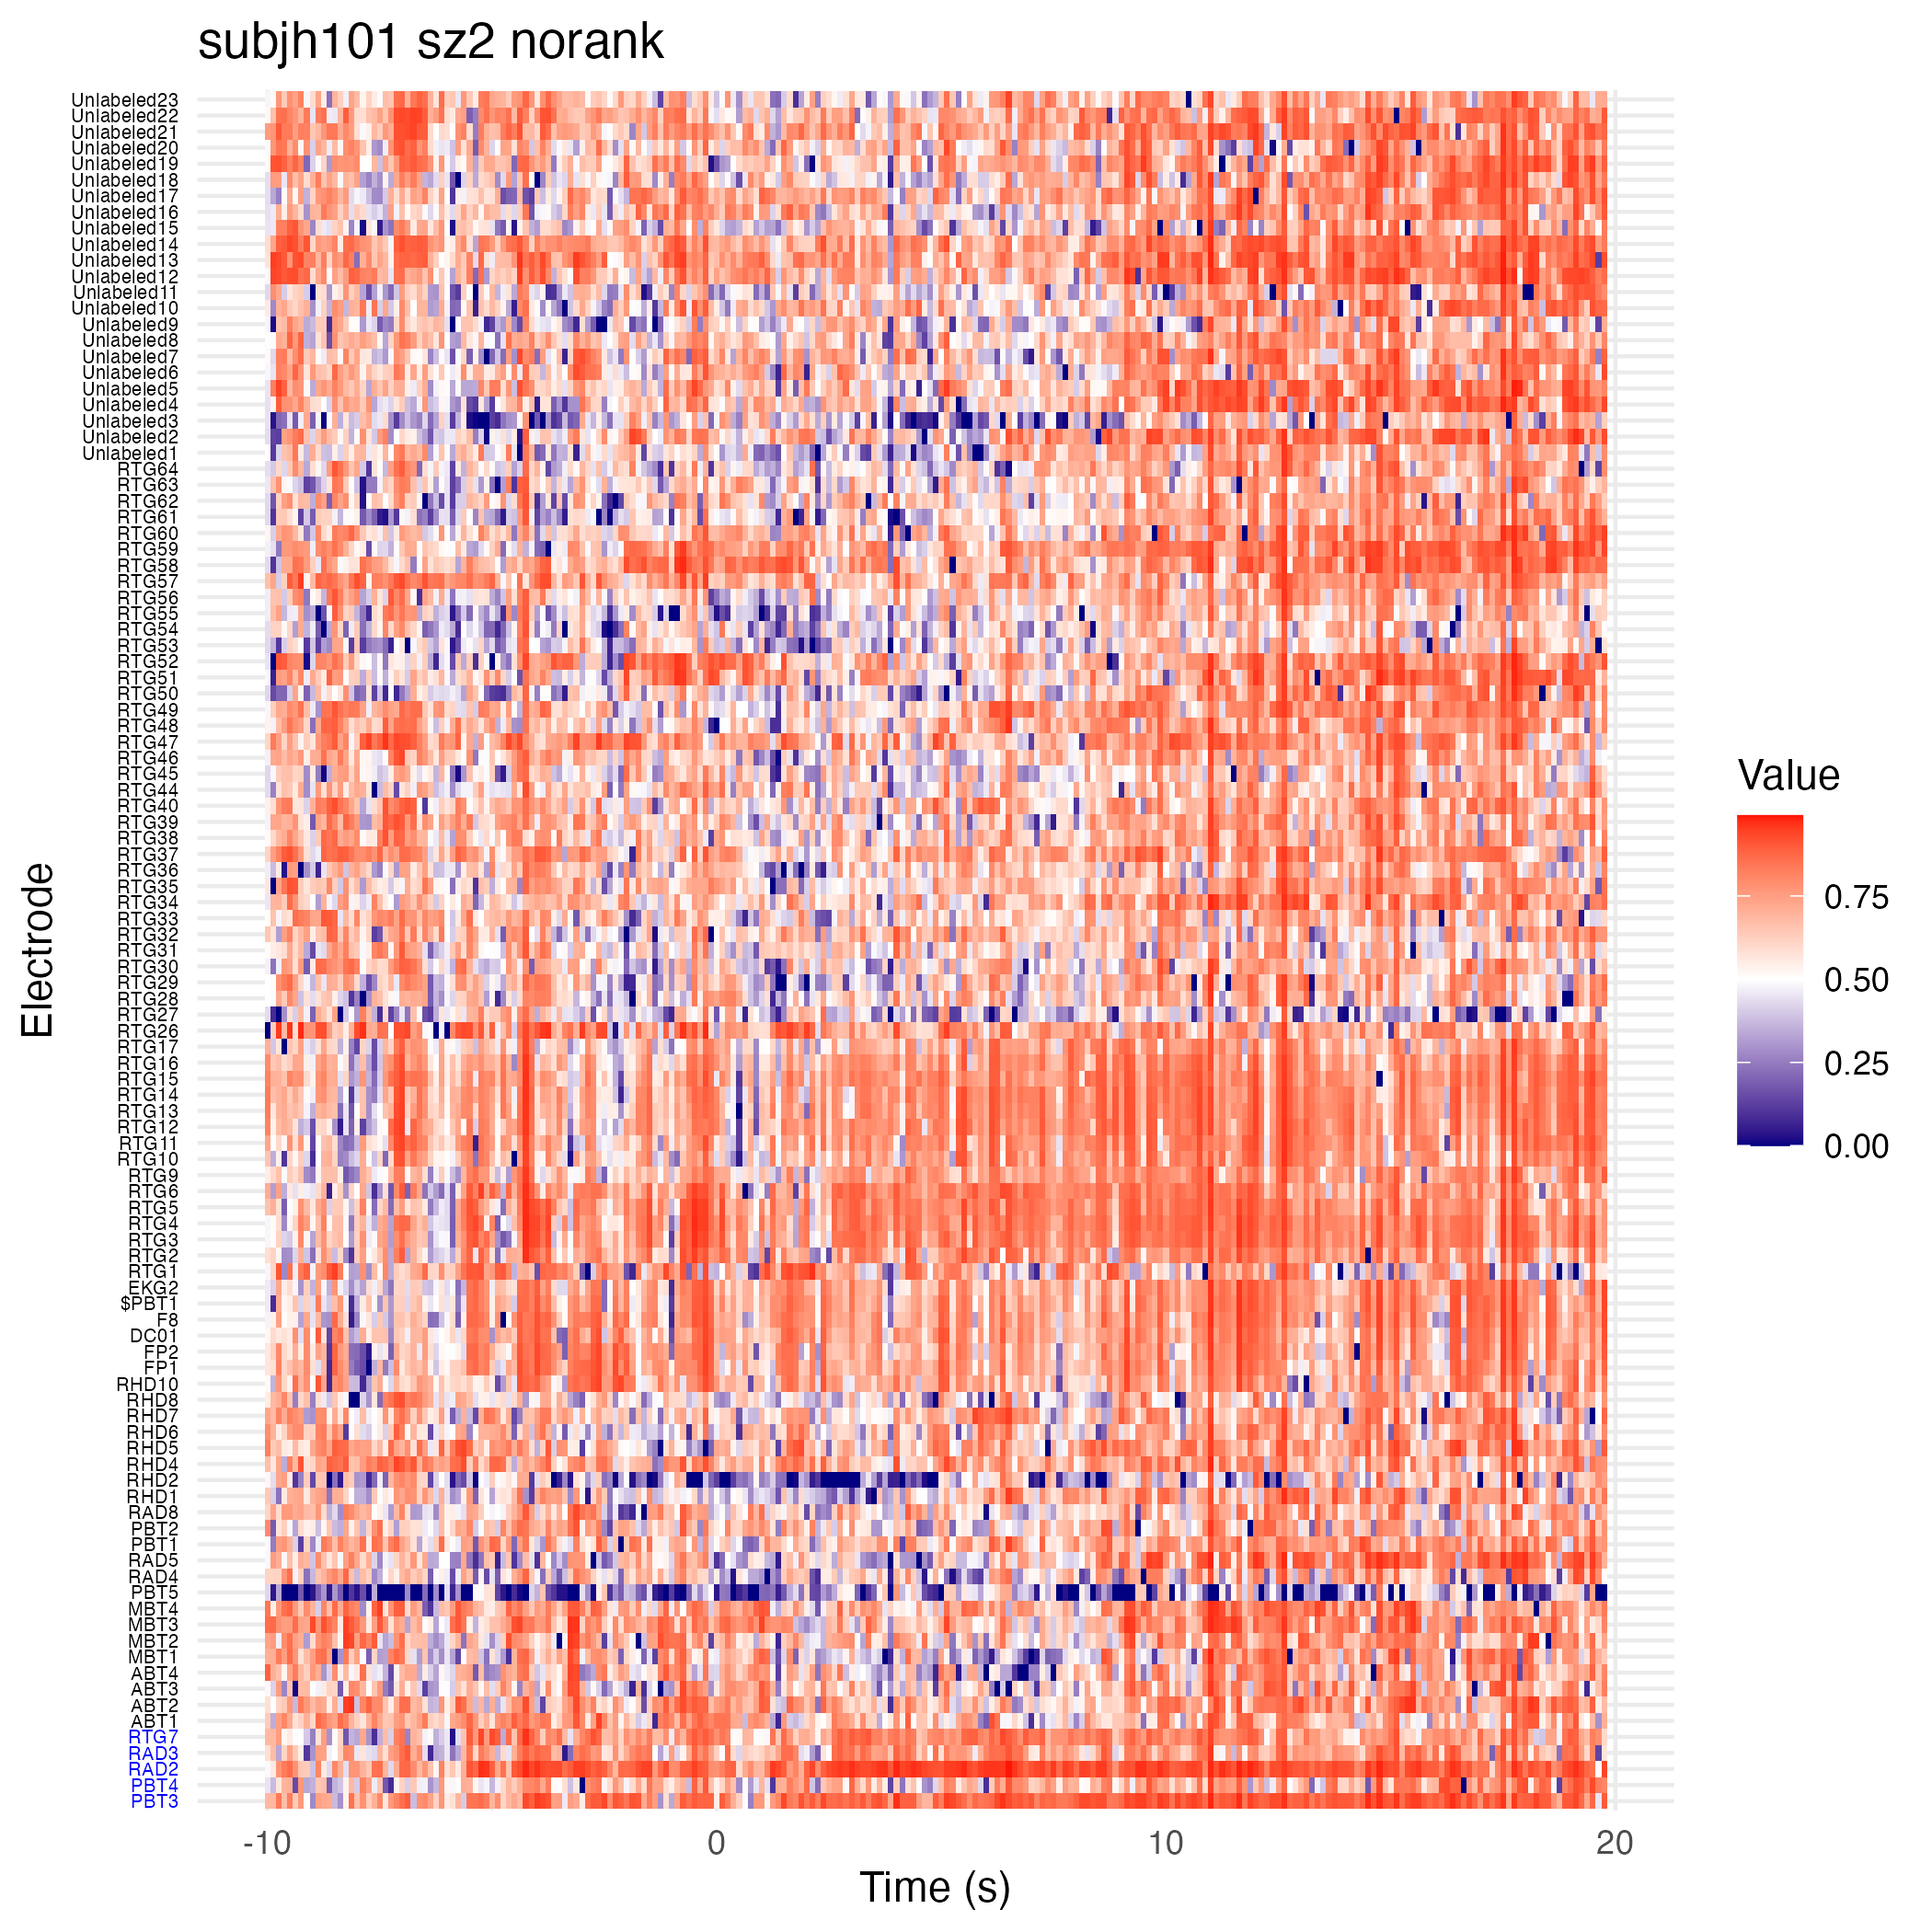 subjh101 sz2 norank
Unlabeled23
Unlabeled22
Unlabeled21
Unlabeled20
Unlabeled19
Unlabeled18
Unlabeled17
Unlabeled16
Unlabeled15
Unlabeled14
Unlabeled13
Unlabeled12
Unlabeled11
Unlabeled10
Unlabeled9
Unlabeled8
Unlabeled7
Unlabeled6
Unlabeled5
Unlabeled4
Unlabeled3
Unlabeled2
Unlabeled1
RTG64
RTG63
RTG62
RTG61
RTG60
RTG59
RTG58
RTG57
RTG56
RTG55
RTG54
RTG53
RTG52
RTG51
RTG50
RTG49
RTG48
RTG47
RTG46
RTG45
RTG44
RTG40
RTG39
RTG38
RTG37
RTG36
RTG35
RTG34
RTG33
RTG32
RTG31
RTG30
RTG29
RTG28
RTG27
RTG26
RTG17
RTG16
RTG15
RTG14
RTG13
RTG12
RTG11
RTG10
RTG9
RTG6
RTG5
RTG4
RTG3
RTG2
RTG1
EKG2
$PBT1
F8
DC01
FP2
FP1
RHD10
RHD8
RHD7
RHD6
RHD5
RHD4
RHD2
RHD1
RAD8
PBT2
PBT1
RAD5
RAD4
PBT5
MBT4
MBT3
MBT2
MBT1
ABT4
ABT3
ABT2
ABT1
RTG7
RAD3
RAD2
PBT4
PBT3
Electrode
-10 0 10 20
Time (s)
Value
0.75
0.50
0.25
0.00